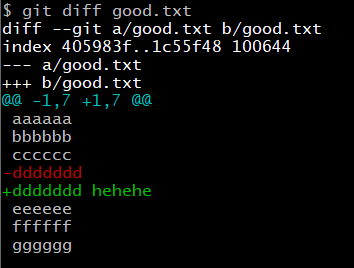 $ git diff good.txt
diff --git a/good.txt b/good.txt
index 405983f..1c55f48 100644
--- a/good.txt
+++ b/good.txt
@@ -1,7 +1,7 @@
 aaaaaa
 bbbbbb
 cccccc
-ddddddd
+ddddddd hehehe
 eeeeee
 ffffff
 gggggg